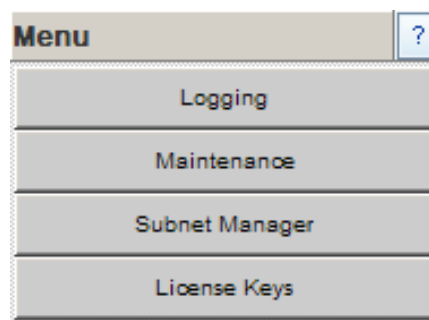 Menu ?
Logging
Maintenance
Subnet Manager
License Keys